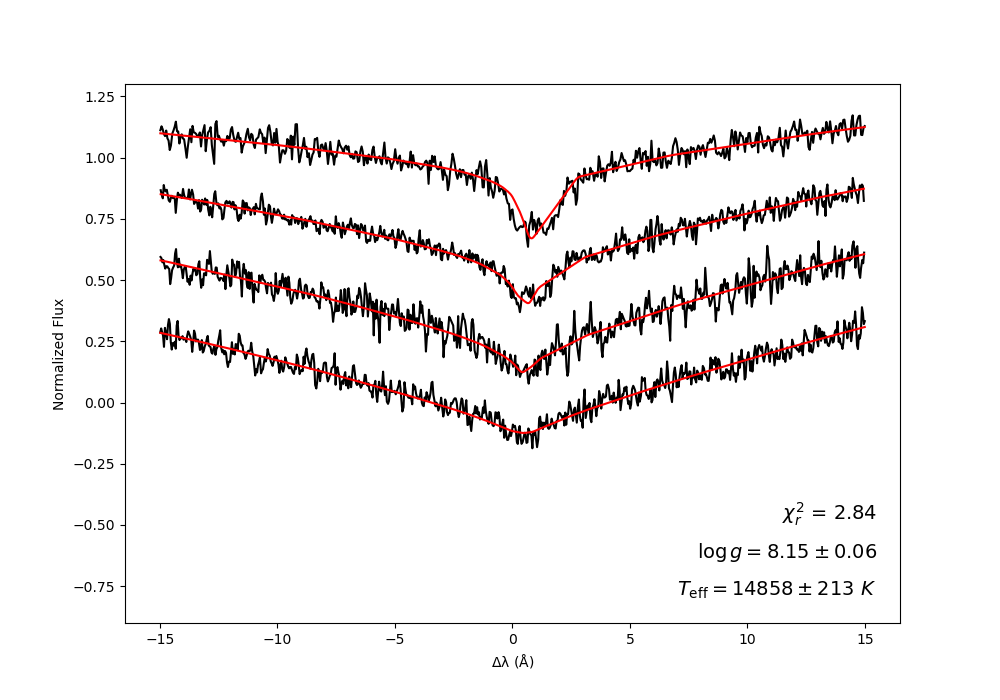 1.25
1.00
0.75
0.50
0.25
0.00
−0.25
−0.50
−0.75
Normalized Flux
χ²ᵣ = 2.84
log g = 8.15 ± 0.06
T_eff = 14858 ± 213 K
−15 −10 −5 0 5 10 15
Δλ (Å)